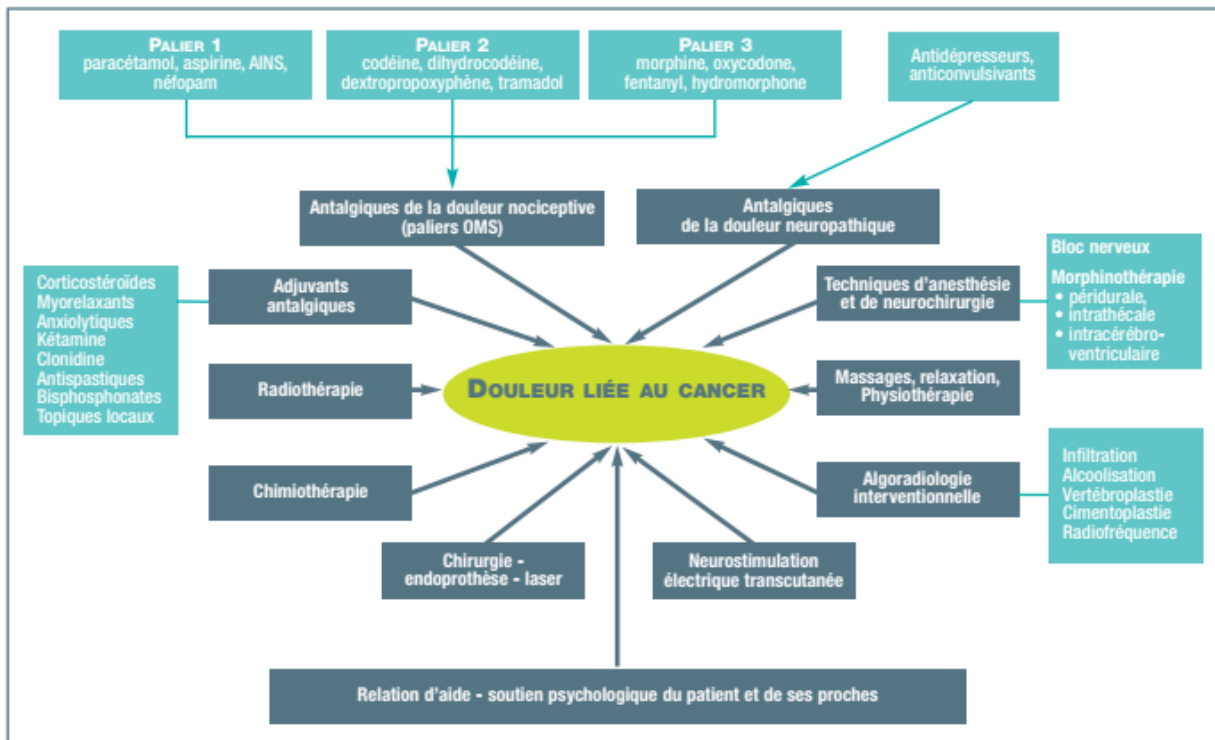 PALIER 1
paracétamol, aspirine, AINS,
néfopam
PALIER 2
codéine, dihydrocodéine,
dextropropoxyphène, tramadol
PALIER 3
morphine, oxycodone,
fentanyl, hydromorphone
Antidépresseurs,
anticonvulsivants
Antalgiques de la douleur nociceptive
(paliers OMS)
Antalgiques
de la douleur neuropathique
Corticostéroïdes
Myorelaxants
Anxiolytiques
Kétamine
Clonidine
Antispastiques
Bisphosphonates
Topiques locaux
Adjuvants
antalgiques
Techniques d'anesthésie
et de neurochirurgie
Bloc nerveux
Morphinothérapie
• péridurale,
• intrathécale
• intracérébro-
ventriculaire
Radiothérapie
DOULEUR LIÉE AU CANCER
Massages, relaxation,
Physiothérapie
Chimiothérapie
Algoradiologie
interventionnelle
Infiltration
Alcoolisation
Vertébroplastie
Cimentoplastie
Radiofréquence
Chirurgie -
endoprothèse - laser
Neurostimulation
électrique transcutanée
Relation d'aide - soutien psychologique du patient et de ses proches